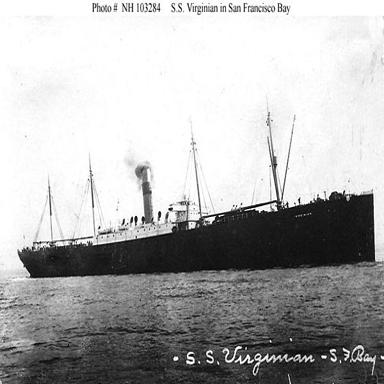 Photo # NH 103284 S.S. Virginian in San Francisco Bay
• S. S. Virginian – S. F. Bay –